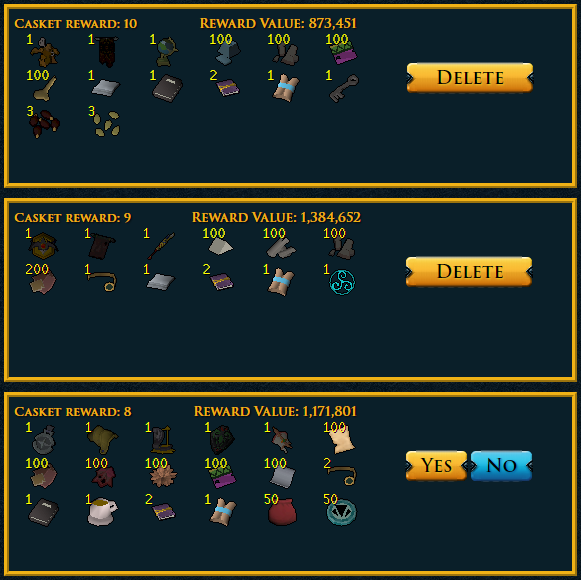 Casket reward: 10 Reward Value: 873,451
1 1 1 100 100 100
100 1 1 2 1 1
Delete
3 3
Casket reward: 9 Reward Value: 1,384,652
1 1 1 100 100 100
200 1 1 2 1 1
Delete
Casket reward: 8 Reward Value: 1,171,801
1 1 1 1 1 100
100 100 100 100 100 2
Yes No
1 1 2 1 50 50